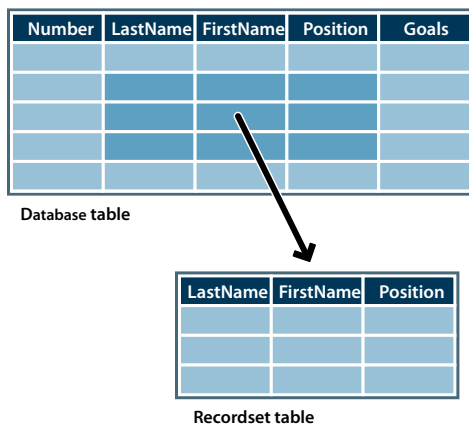 Number LastName FirstName Position Goals
Database table
LastName FirstName Position
Recordset table